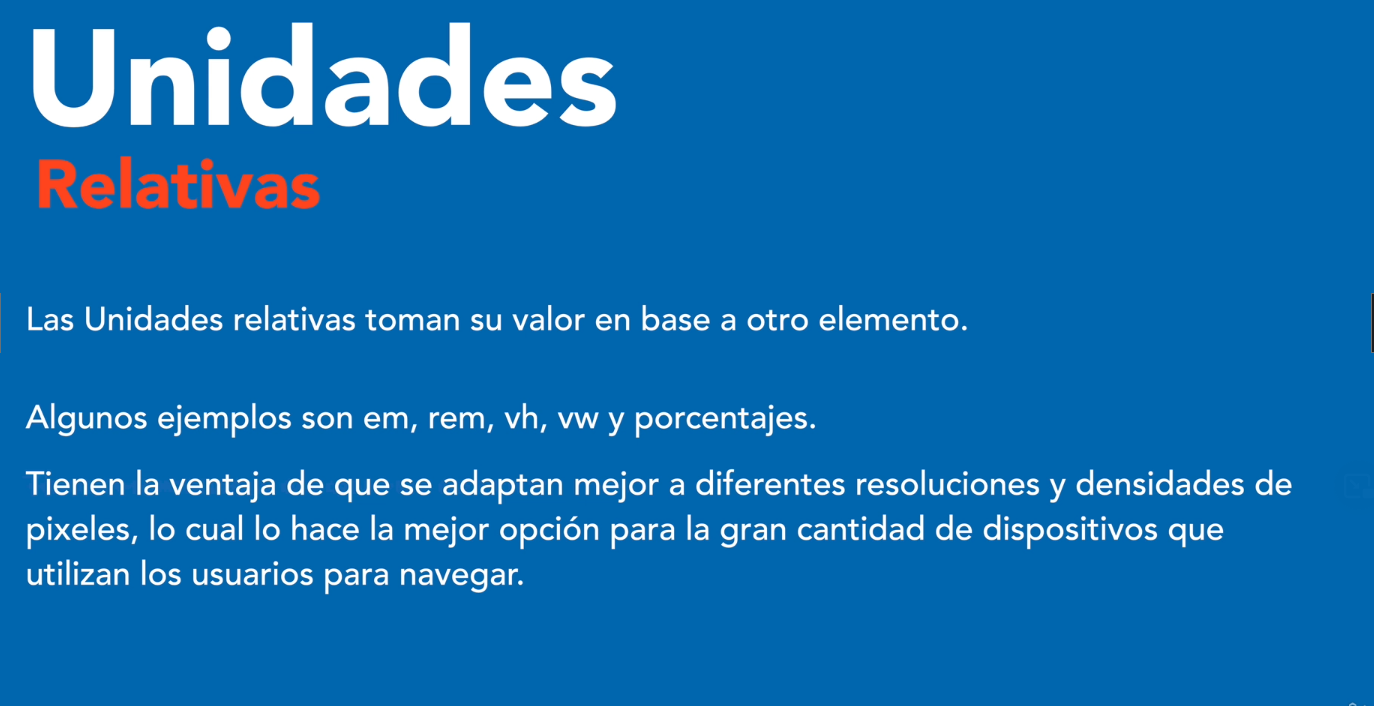 Unidades
Relativas
Las Unidades relativas toman su valor en base a otro elemento.
Algunos ejemplos son em, rem, vh, vw y porcentajes.
Tienen la ventaja de que se adaptan mejor a diferentes resoluciones y densidades de
pixeles, lo cual lo hace la mejor opción para la gran cantidad de dispositivos que
utilizan los usuarios para navegar.